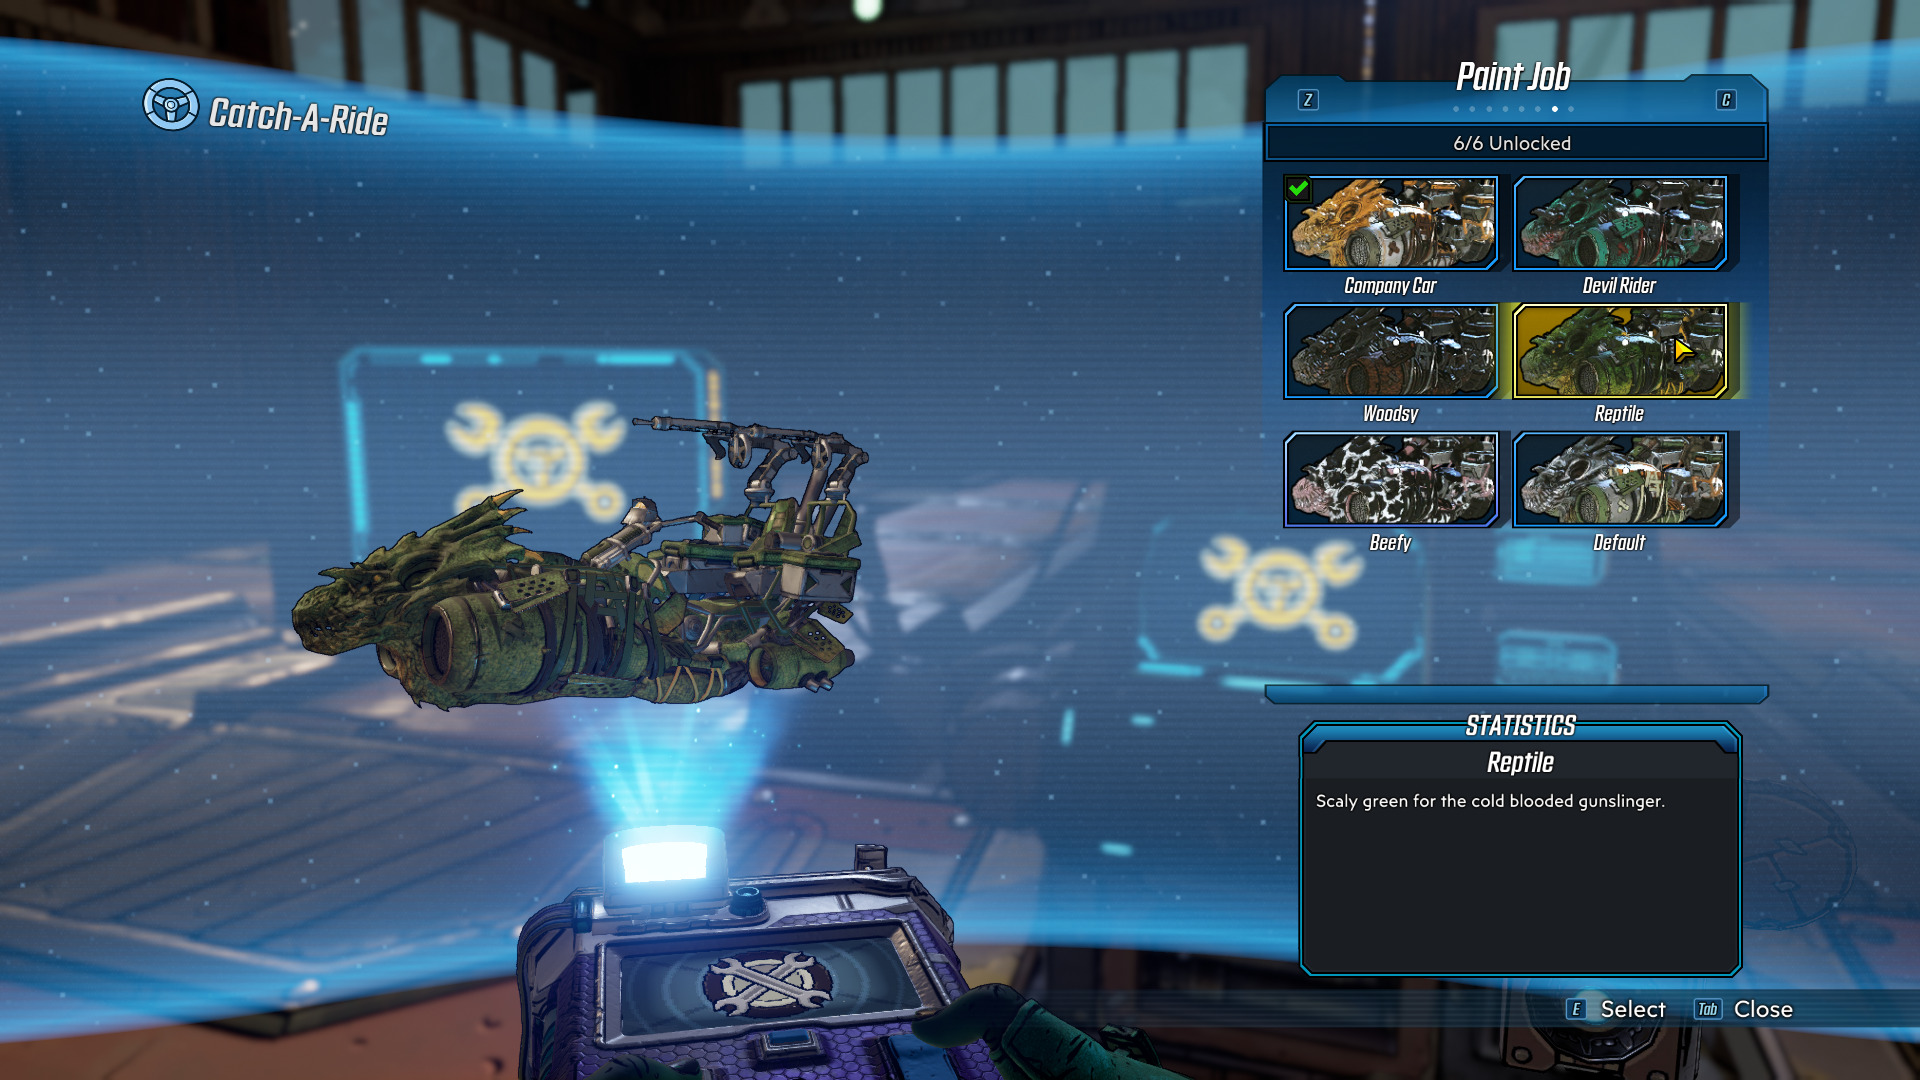 Catch-A-Ride
Paint Job
Z
C
6/6 Unlocked
Company Car
Devil Rider
Woodsy
Reptile
Beefy
Default
STATISTICS
Reptile
Scaly green for the cold blooded gunslinger.
E Select Tab Close